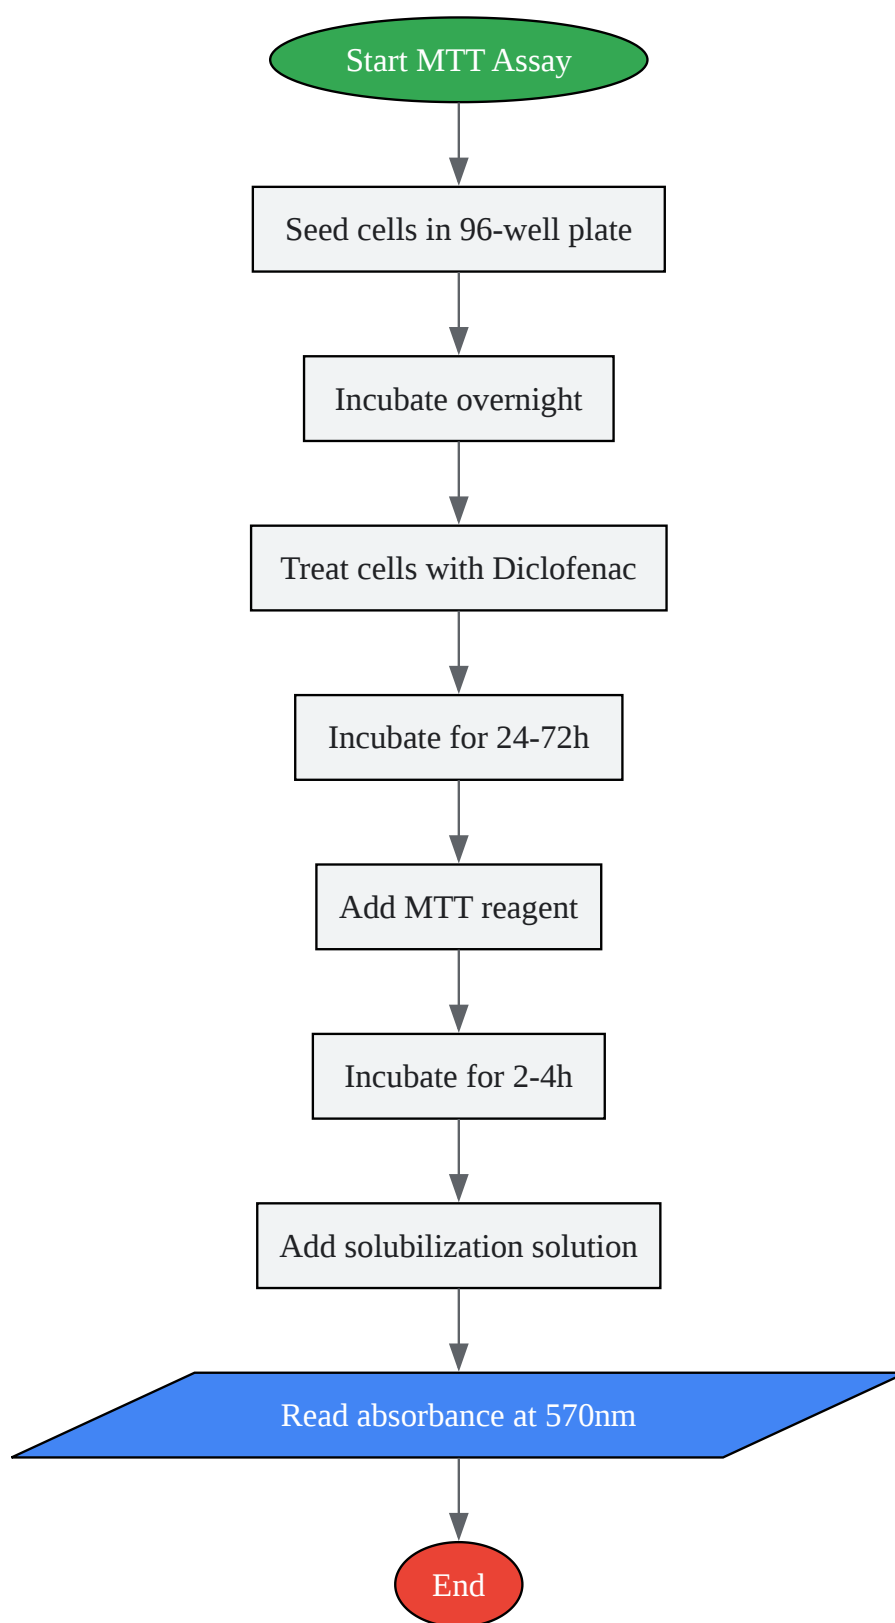 Start MTT Assay
Seed cells in 96-well plate
Incubate overnight
Treat cells with Diclofenac
Incubate for 24-72h
Add MTT reagent
Incubate for 2-4h
Add solubilization solution
Read absorbance at 570nm
End